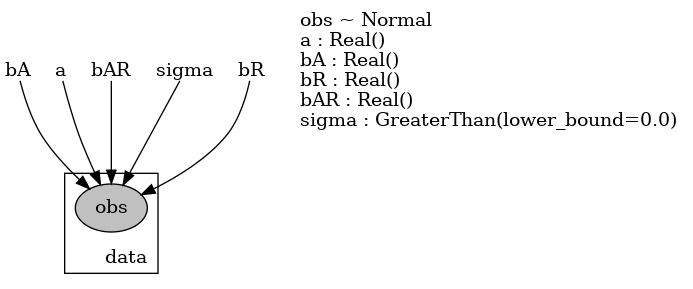 bA a bAR sigma bR
obs
data
obs ~ Normal
a : Real()
bA : Real()
bR : Real()
bAR : Real()
sigma : GreaterThan(lower_bound=0.0)